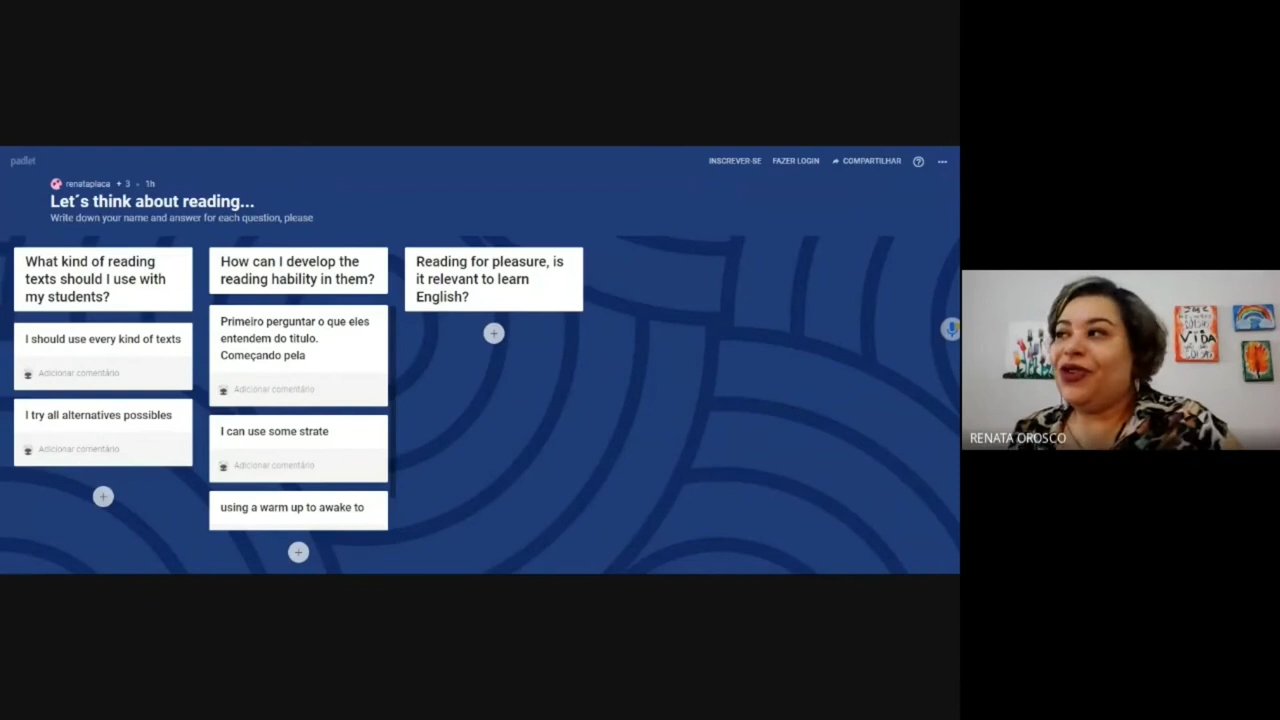 padlet
INSCREVER-SE FAZER LOGIN COMPARTILHAR
renataplaca + 3 • 1h
Let´s think about reading...
Write down your name and answer for each question, please
What kind of reading
texts should I use with
my students?
I should use every kind of texts
Adicionar comentário
I try all alternatives possibles
Adicionar comentário
How can I develop the
reading hability in them?
Primeiro perguntar o que eles
entendem do titulo.
Começando pela
Adicionar comentário
I can use some strate
Adicionar comentário
using a warm up to awake to
Reading for pleasure, is
it relevant to learn
English?
VIDA
RENATA OROSCO